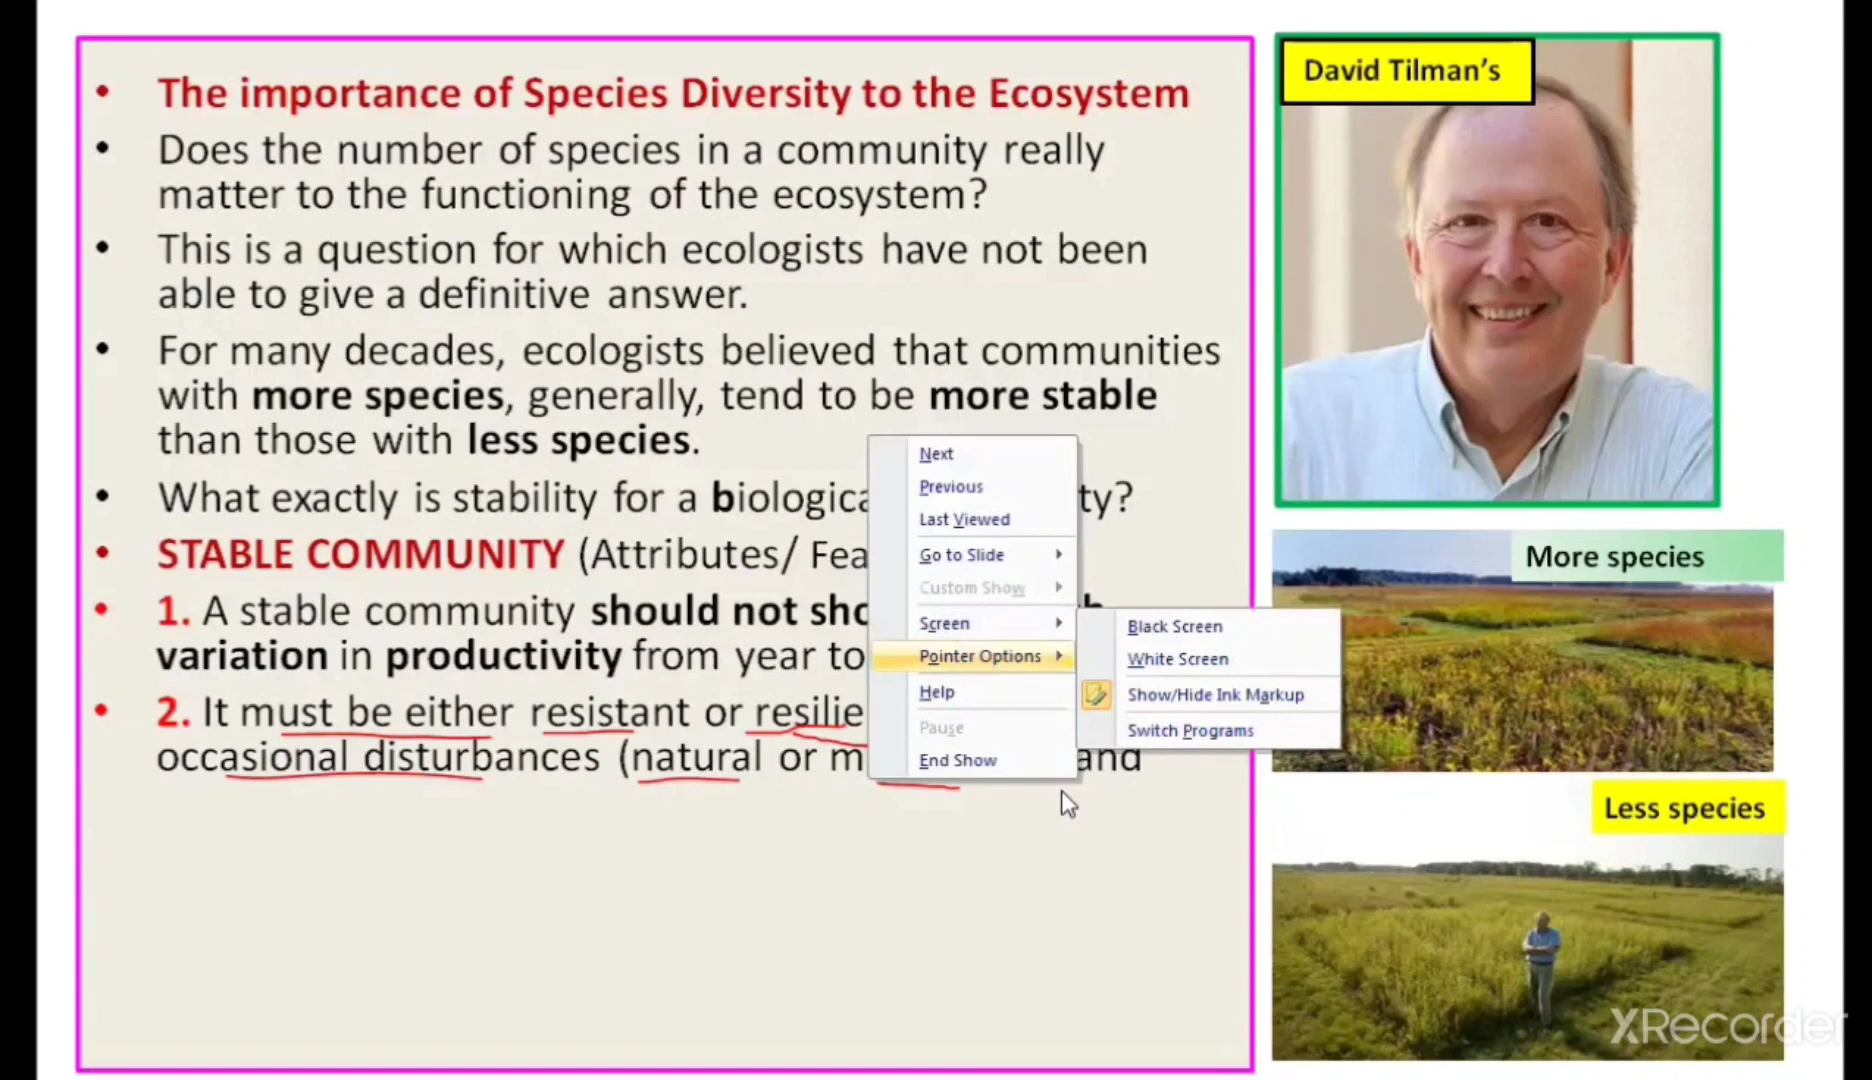 The importance of Species Diversity to the Ecosystem
Does the number of species in a community really
matter to the functioning of the ecosystem?
This is a question for which ecologists have not been
able to give a definitive answer.
For many decades, ecologists believed that communities
with more species, generally, tend to be more stable
than those with less species.
What exactly is stability for a ty?
STABLE COMMUNITY (Attributes/
1. A stable community should not
variation in productivity from year to
2. It must be either resistant or
occasional disturbances (natural or and
Next
Previous
Last Viewed
Go to Slide
Custom Show
Screen
Pointer Options
Help
Pause
End Show
Black Screen
White Screen
Show/Hide Ink Markup
Switch Programs
David Tilman's
More species
Less species
XRecorder